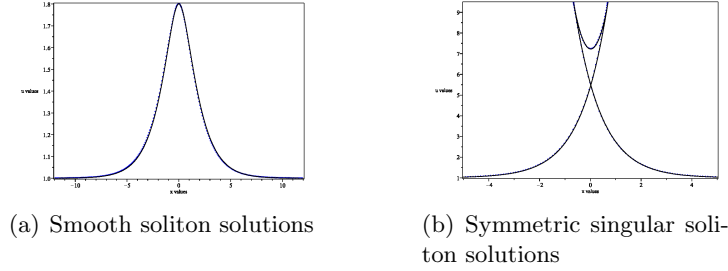 1.8
1.7
1.6
1.5
u values
1.4
1.3
1.2
1.1
1.0
-10 -5 0 5 10
x values
9
8
7
6
u values
5
4
3
2
1
-4 -2 0 2 4
x values
(a) Smooth soliton solutions
(b) Symmetric singular soli-
ton solutions